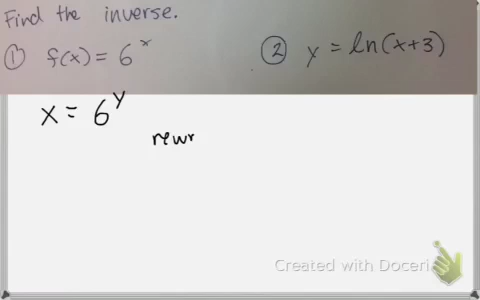 Find the inverse.
① f(x) = 6^x
② y = ln(x+3)
x = 6^y
rewr
Created with Doceri